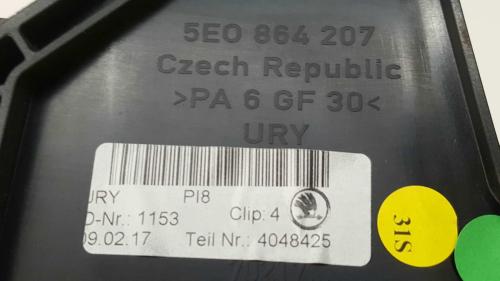 5E0 864 207
Czech Republic
>PA 6 GF 30<
URY
URY PI8
D-Nr.: 1153 Clip: 4
09.02.17 Teil Nr.: 4048425
31S